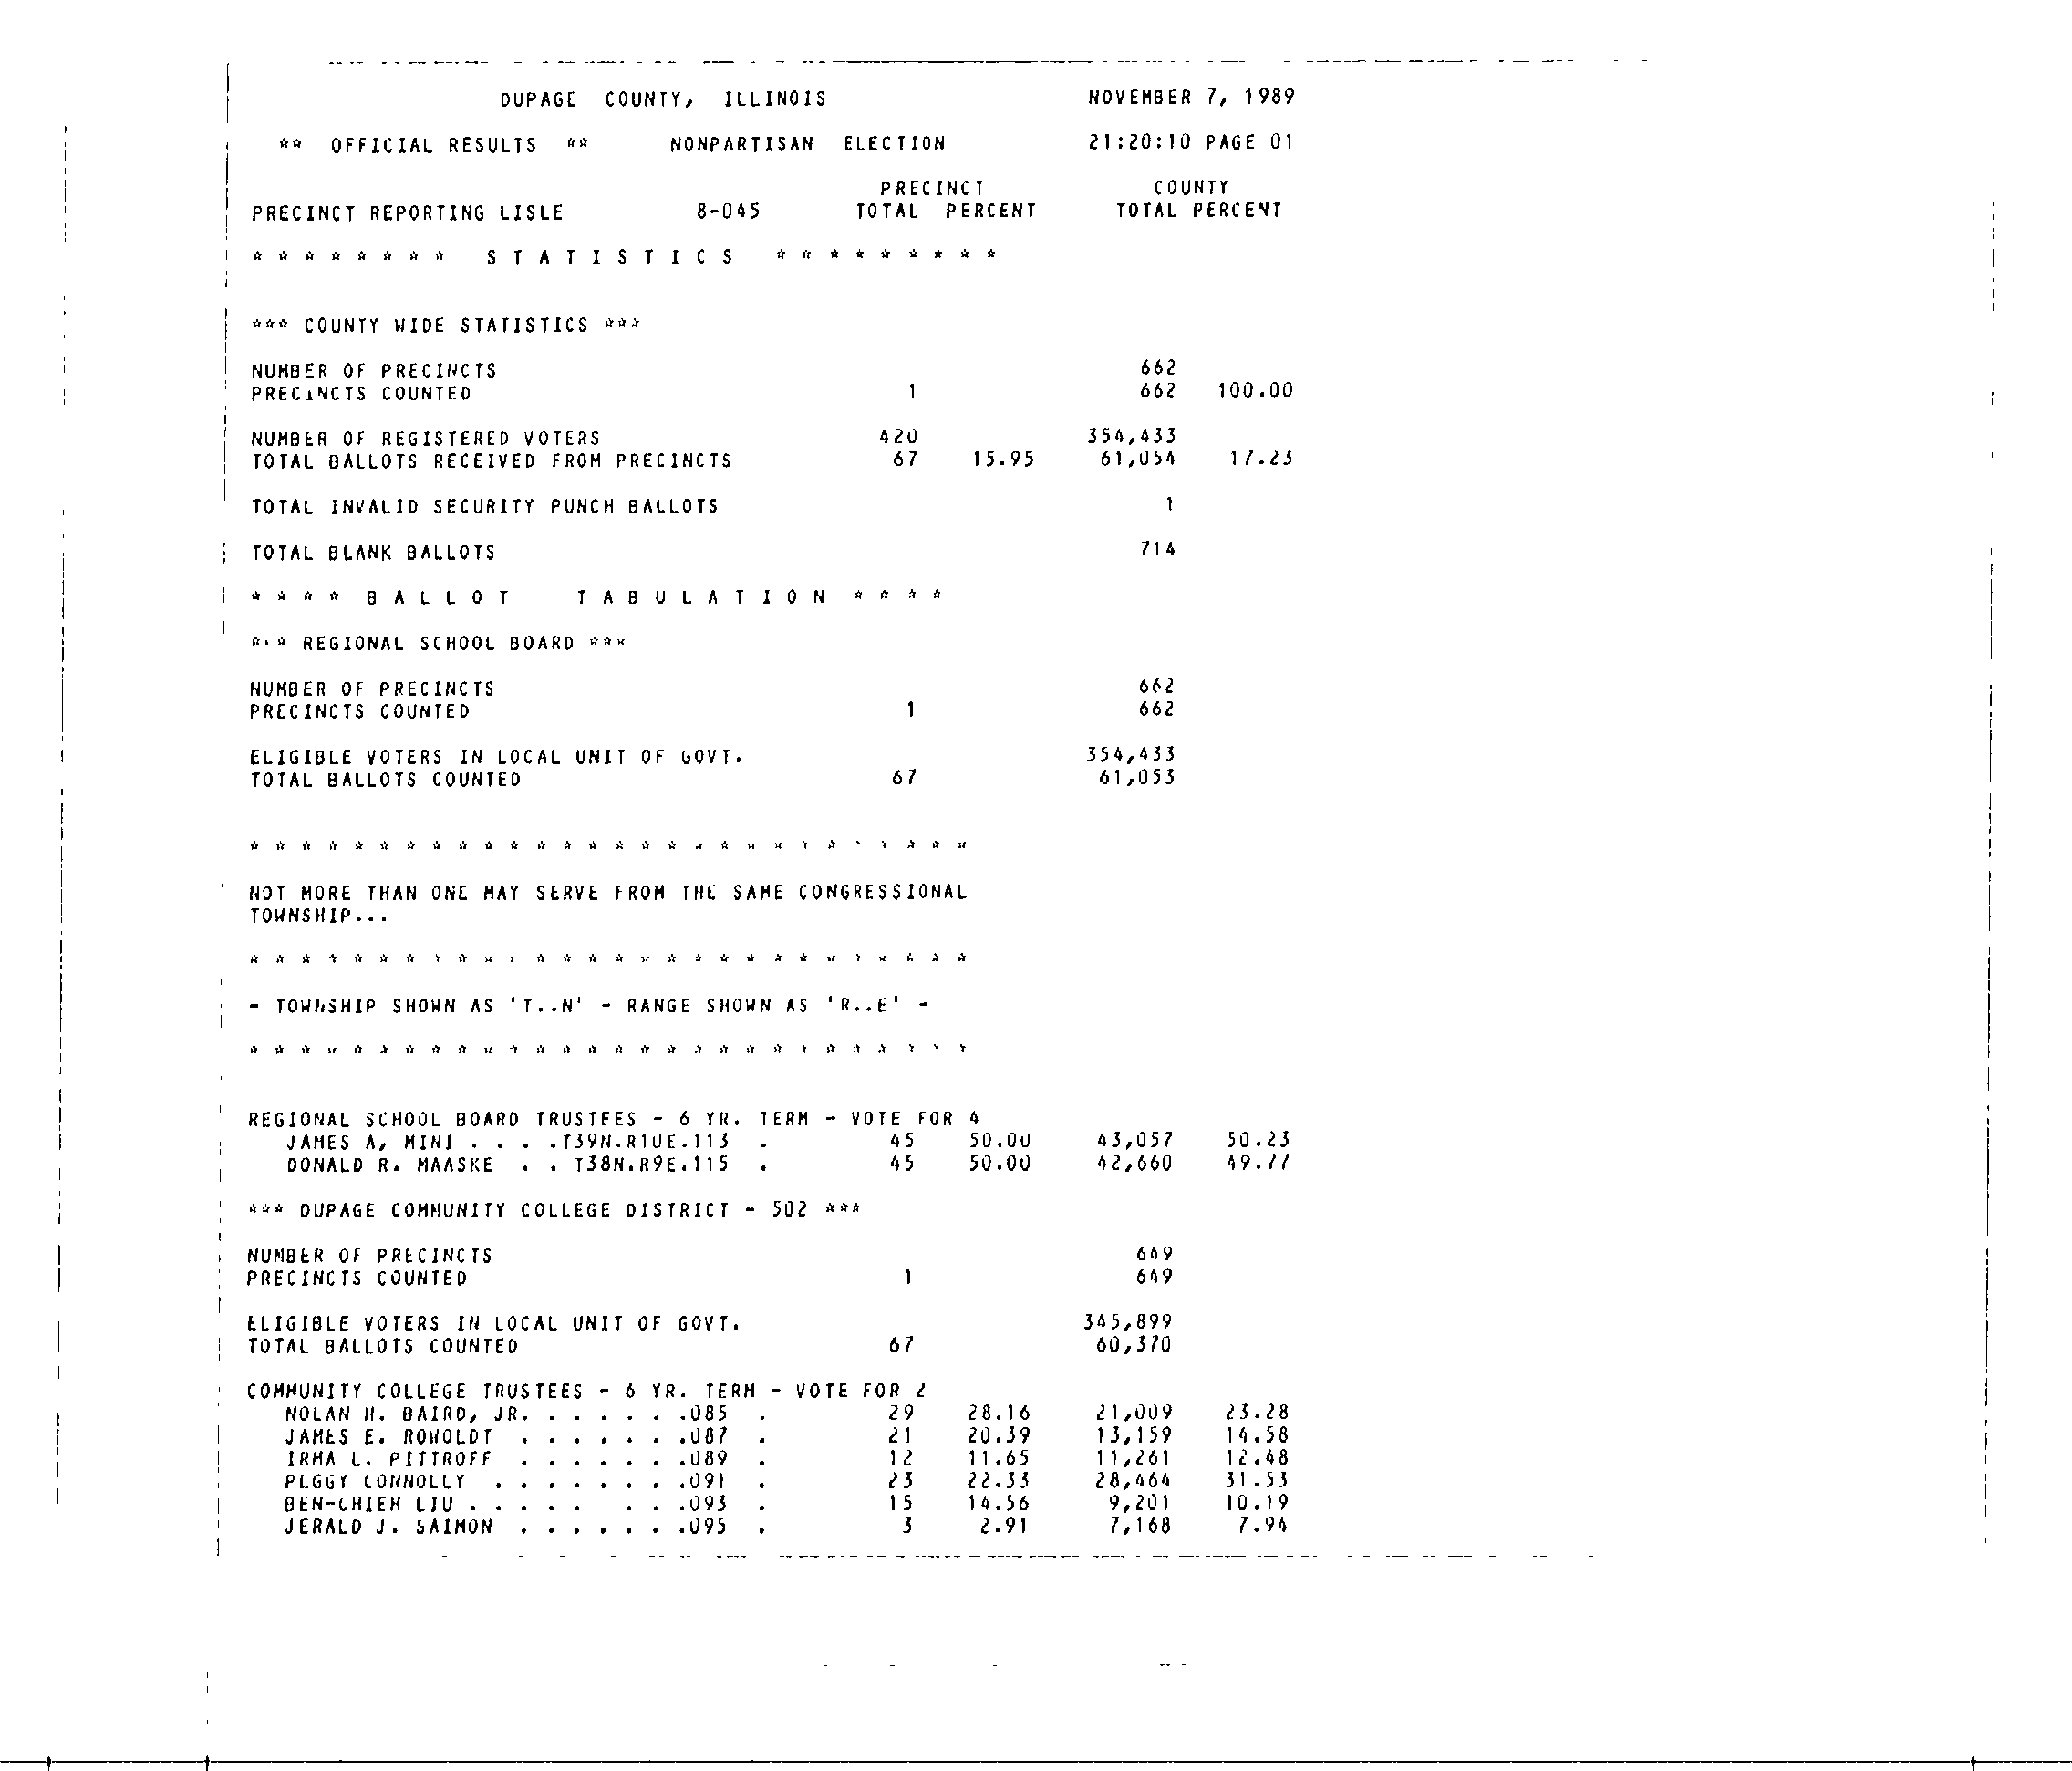 DUPAGE COUNTY, ILLINOIS NOVEMBER 7, 1989
** OFFICIAL RESULTS ** NONPARTISAN ELECTION 21:20:10 PAGE 01
PRECINCT COUNTY
PRECINCT REPORTING LISLE 8-045 TOTAL PERCENT TOTAL PERCENT
* * * * * * * * S T A T I S T I C S * * * * * * * * *
*** COUNTY WIDE STATISTICS ***
NUMBER OF PRECINCTS 662
PRECINCTS COUNTED 1 662 100.00
NUMBER OF REGISTERED VOTERS 420 354,433
TOTAL BALLOTS RECEIVED FROM PRECINCTS 67 15.95 61,054 17.23
TOTAL INVALID SECURITY PUNCH BALLOTS 1
TOTAL BLANK BALLOTS 714
* * * * B A L L O T T A B U L A T I O N * * * *
*** REGIONAL SCHOOL BOARD ***
NUMBER OF PRECINCTS 662
PRECINCTS COUNTED 1 662
ELIGIBLE VOTERS IN LOCAL UNIT OF GOVT. 354,433
TOTAL BALLOTS COUNTED 67 61,053
* * * * * * * * * * * * * * * * * * * * * * * * * * * *
NOT MORE THAN ONE MAY SERVE FROM THE SAME CONGRESSIONAL
TOWNSHIP...
* * * * * * * * * * * * * * * * * * * * * * * * * * * *
- TOWNSHIP SHOWN AS 'T..N' - RANGE SHOWN AS 'R..E' -
* * * * * * * * * * * * * * * * * * * * * * * * * * * *
REGIONAL SCHOOL BOARD TRUSTEES - 6 YR. TERM - VOTE FOR 4
JAMES A, MINI . . . .T39N.R10E.113 . 45 50.00 43,057 50.23
DONALD R. MAASKE . . T38N.R9E.115 . 45 50.00 42,660 49.77
*** DUPAGE COMMUNITY COLLEGE DISTRICT - 502 ***
NUMBER OF PRECINCTS 649
PRECINCTS COUNTED 1 649
ELIGIBLE VOTERS IN LOCAL UNIT OF GOVT. 345,899
TOTAL BALLOTS COUNTED 67 60,370
COMMUNITY COLLEGE TRUSTEES - 6 YR. TERM - VOTE FOR 2
NOLAN H. BAIRD, JR. . . . . . .085 . 29 28.16 21,009 23.28
JAMES E. ROWOLDT . . . . . . .087 . 21 20.39 13,159 14.58
IRMA L. PITTROFF . . . . . . .089 . 12 11.65 11,261 12.48
PEGGY CONNOLLY . . . . . . . .091 . 23 22.33 28,464 31.53
BEN-CHIEH LIU . . . . . . . .093 . 15 14.56 9,201 10.19
JERALD J. SAIMON . . . . . . .095 . 3 2.91 7,168 7.94